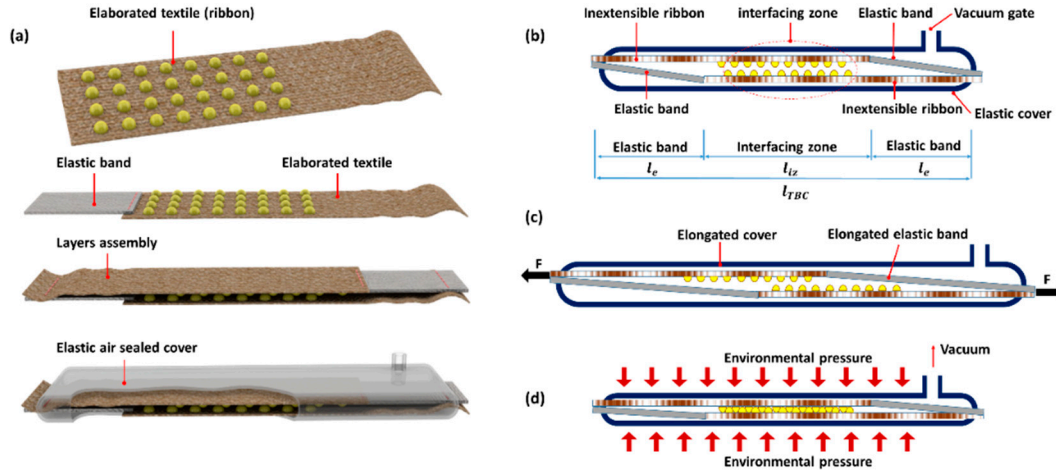 (a)
Elaborated textile (ribbon)
Elastic band
Elaborated textile
Layers assembly
Elastic air sealed cover
(b)
Inextensible ribbon
interfacing zone
Elastic band
Vacuum gate
Elastic band
Inextensible ribbon
Elastic cover
Elastic band
Interfacing zone
Elastic band
l_e
l_iz
l_e
l_TBC
(c)
Elongated cover
Elongated elastic band
F
F
Environmental pressure
Vacuum
(d)
Environmental pressure